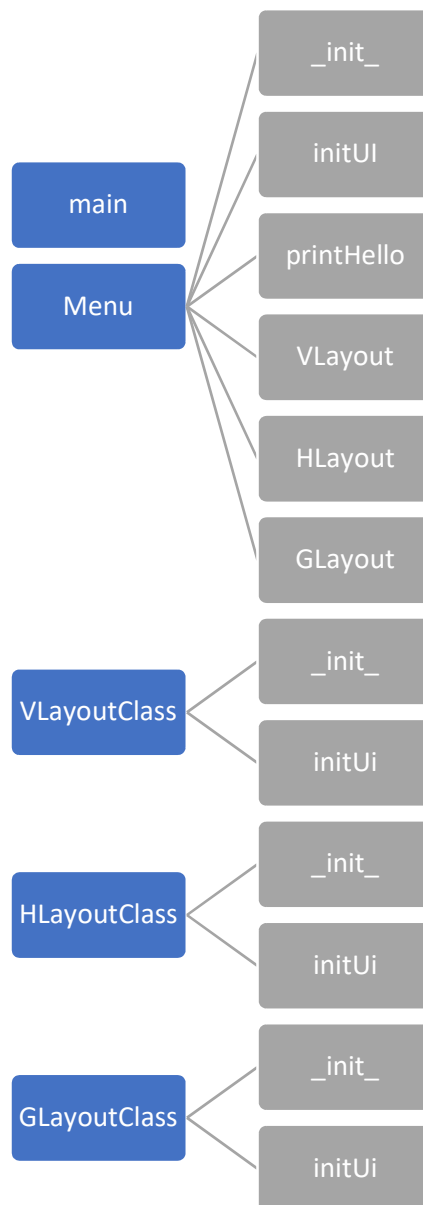 main
Menu
_init_
initUI
printHello
VLayout
HLayout
GLayout
VLayoutClass
_init_
initUi
HLayoutClass
_init_
initUi
GLayoutClass
_init_
initUi